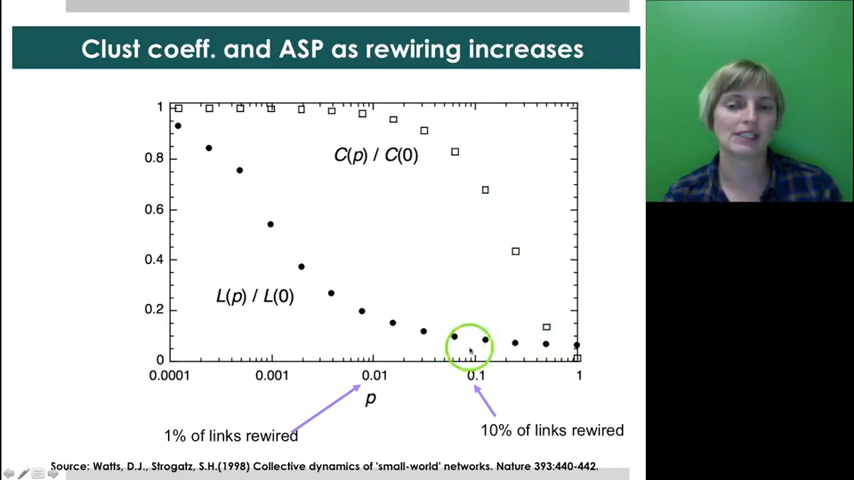 Clust coeff. and ASP as rewiring increases
1
0.8
C(p) / C(0)
0.6
0.4
L(p) / L(0)
0.2
0
0.0001 0.001 0.01 0.1 1
p
1% of links rewired
10% of links rewired
Source: Watts, D.J., Strogatz, S.H.(1998) Collective dynamics of 'small-world' networks. Nature 393:440-442.